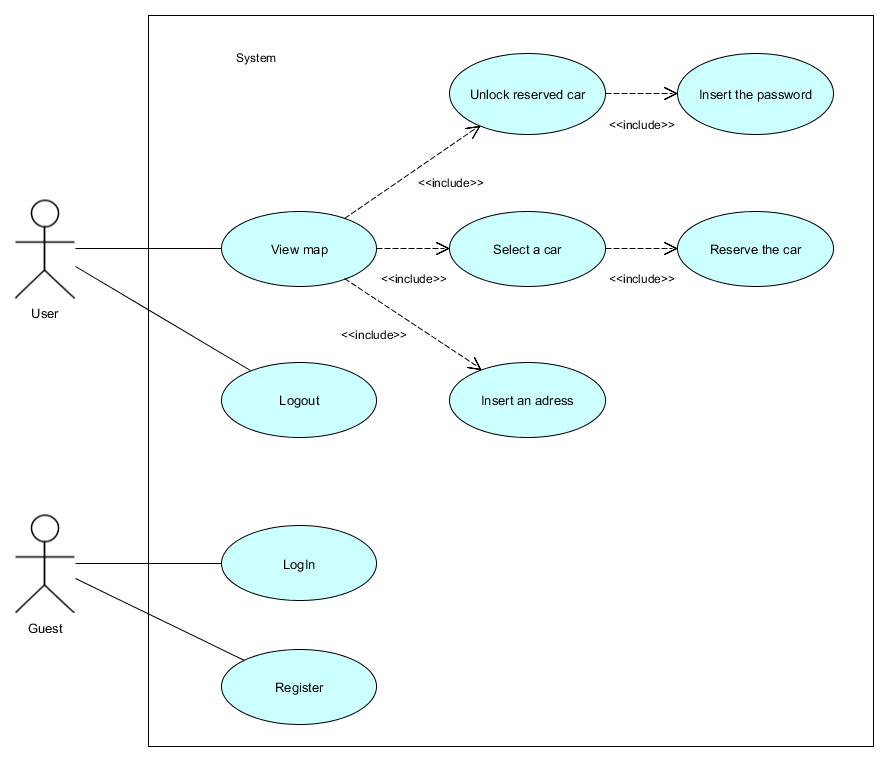 System
Unlock reserved car
Insert the password
<<include>>
<<include>>
View map
Select a car
Reserve the car
<<include>>
<<include>>
User
<<include>>
Logout
Insert an adress
LogIn
Guest
Register